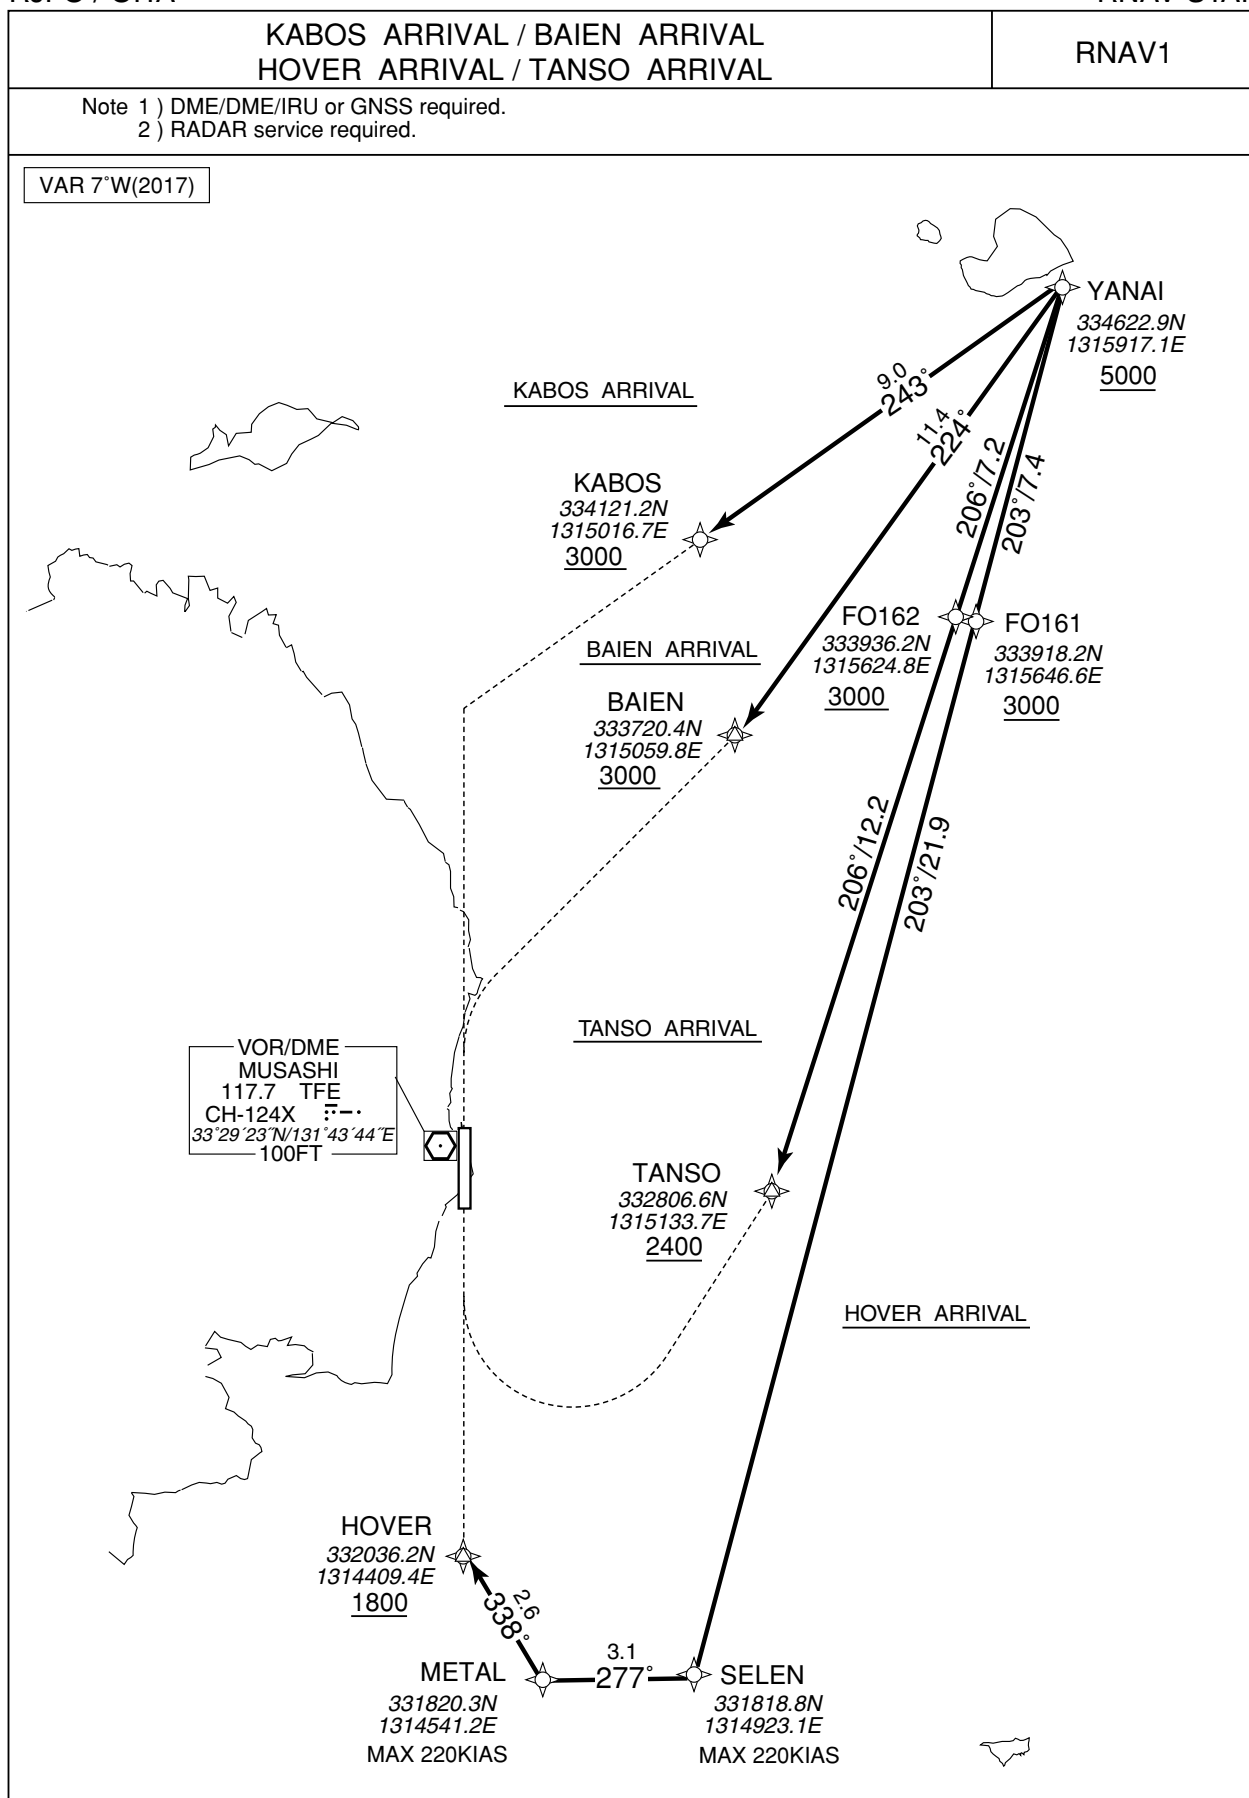 KABOS ARRIVAL / BAIEN ARRIVAL
HOVER ARRIVAL / TANSO ARRIVAL
RNAV1
Note 1 ) DME/DME/IRU or GNSS required.
2 ) RADAR service required.
VAR 7°W(2017)
YANAI
334622.9N
1315917.1E
5000
9.0
243°
KABOS ARRIVAL
11.4
224°
206°/7.2
203°/7.4
KABOS
334121.2N
1315016.7E
3000
FO162
333936.2N
1315624.8E
3000
FO161
333918.2N
1315646.6E
3000
BAIEN ARRIVAL
BAIEN
333720.4N
1315059.8E
3000
206°/12.2
203°/21.9
TANSO ARRIVAL
VOR/DME
MUSASHI
117.7 TFE
CH-124X
33°29´23˝N/131°43´44˝E
100FT
TANSO
332806.6N
1315133.7E
2400
HOVER ARRIVAL
HOVER
332036.2N
1314409.4E
1800
2.6
338°
3.1
277°
METAL
331820.3N
1314541.2E
MAX 220KIAS
SELEN
331818.8N
1314923.1E
MAX 220KIAS